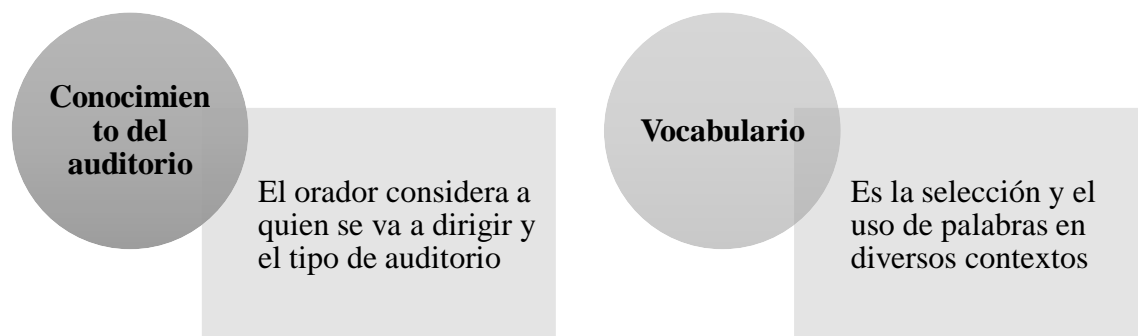 Conocimien
to del
auditorio
El orador considera a
quien se va a dirigir y
el tipo de auditorio
Vocabulario
Es la selección y el
uso de palabras en
diversos contextos